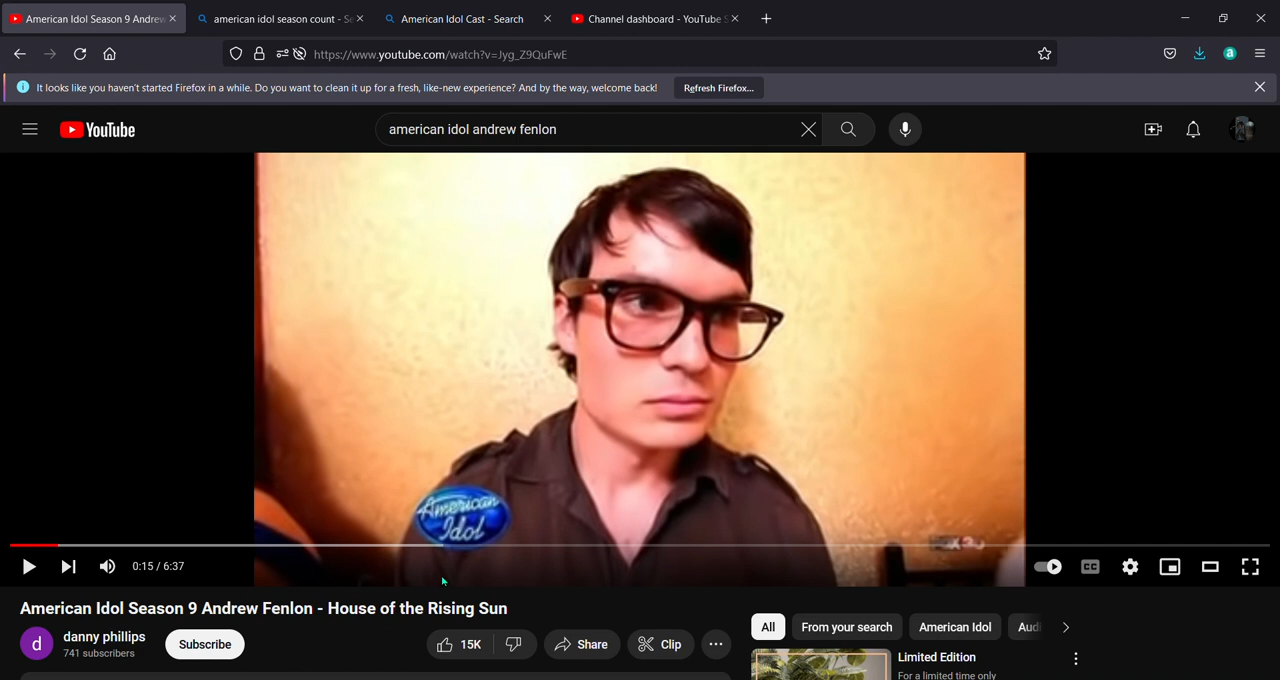 American Idol Season 9 Andrew
american idol season count - Se
American Idol Cast - Search
Channel dashboard - YouTube S
https://www.youtube.com/watch?v=Jyg_Z9QuFwE
It looks like you haven't started Firefox in a while. Do you want to clean it up for a fresh, like-new experience? And by the way, welcome back!
Refresh Firefox...
YouTube
american idol andrew fenlon
American
Idol
0:15 / 6:37
CC
American Idol Season 9 Andrew Fenlon - House of the Rising Sun
d
danny phillips
741 subscribers
Subscribe
15K
Share
Clip
All
From your search
American Idol
Aud
Limited Edition
For a limited time only